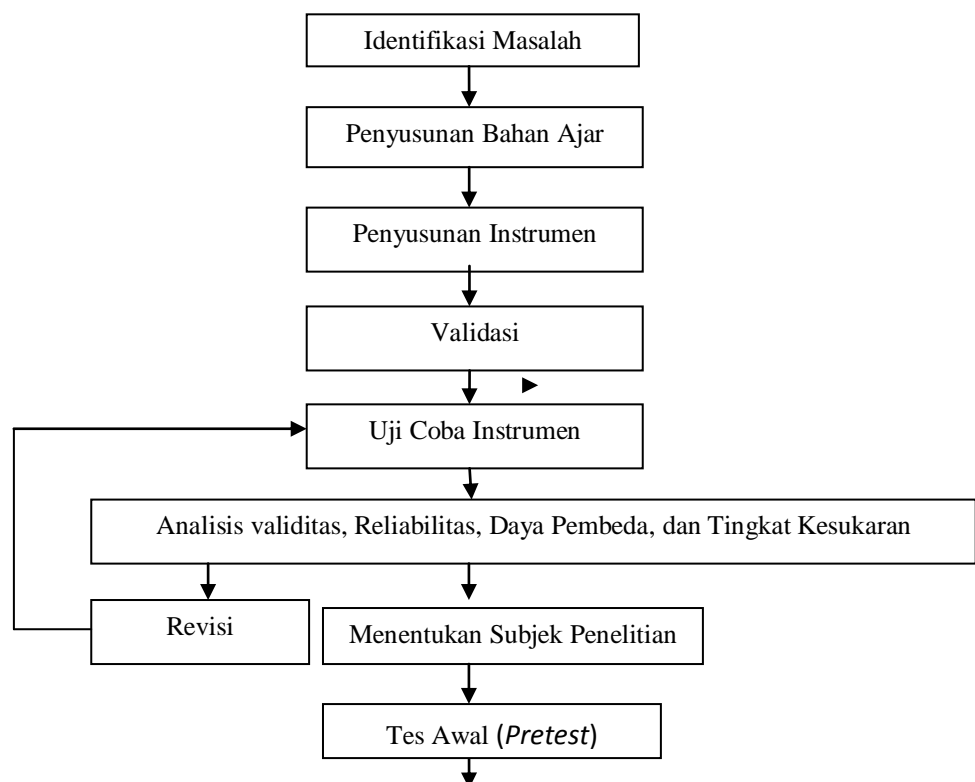 Identifikasi Masalah
Penyusunan Bahan Ajar
Penyusunan Instrumen
Validasi
Uji Coba Instrumen
Analisis validitas, Reliabilitas, Daya Pembeda, dan Tingkat Kesukaran
Revisi
Menentukan Subjek Penelitian
Tes Awal (Pretest)